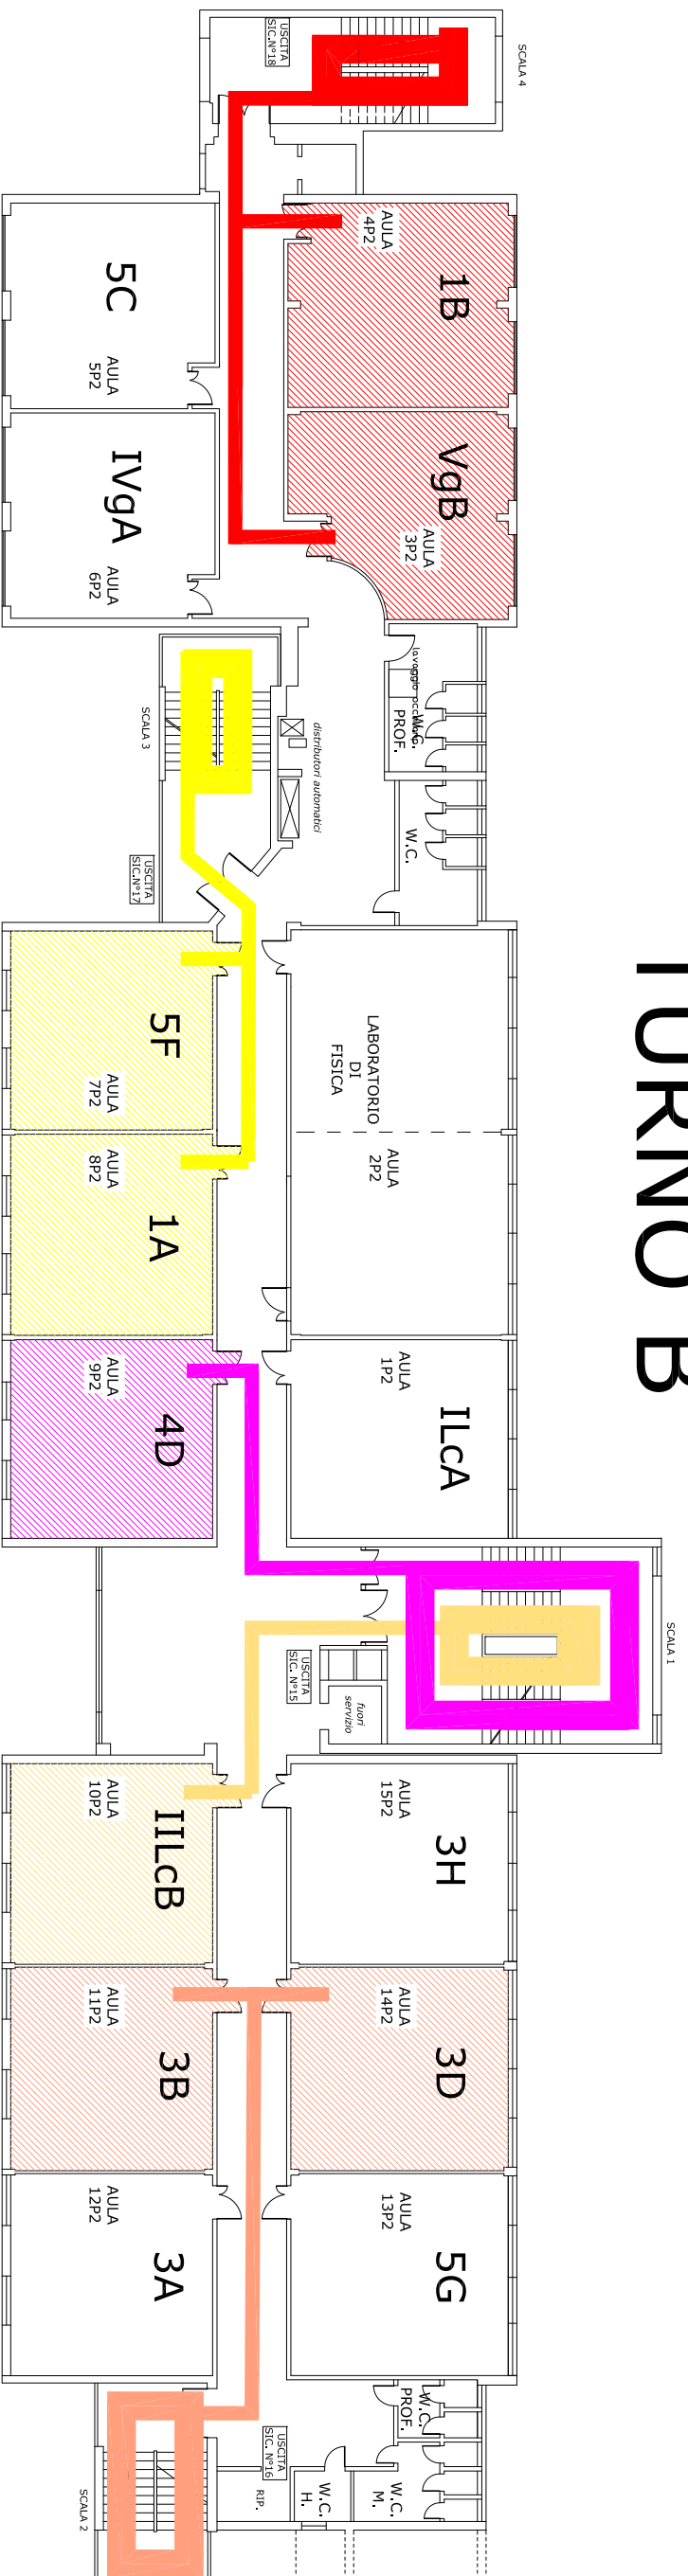 TURNO B
SCALA 4
USCITA
SIC.N°18
AULA
4P2
1B
VgB
AULA
3P2
5C
AULA
5P2
IVgA
AULA
6P2
lavaggio occhi
W.C.
PROF.
W.C.
distributori automatici
SCALA 3
USCITA
SIC.N°17
5F
AULA
7P2
LABORATORIO
DI
FISICA
AULA
2P2
AULA
8P2
1A
AULA
1P2
ILcA
AULA
9P2
4D
SCALA 1
USCITA
SIC. N°15
fuori
servizio
AULA
15P2
3H
AULA
10P2
IILcB
AULA
14P2
3D
AULA
11P2
3B
AULA
13P2
5G
AULA
12P2
3A
W.C.
PROF.
USCITA
SIC. N°16
W.C.
M.
W.C.
H.
RIP.
SCALA 2